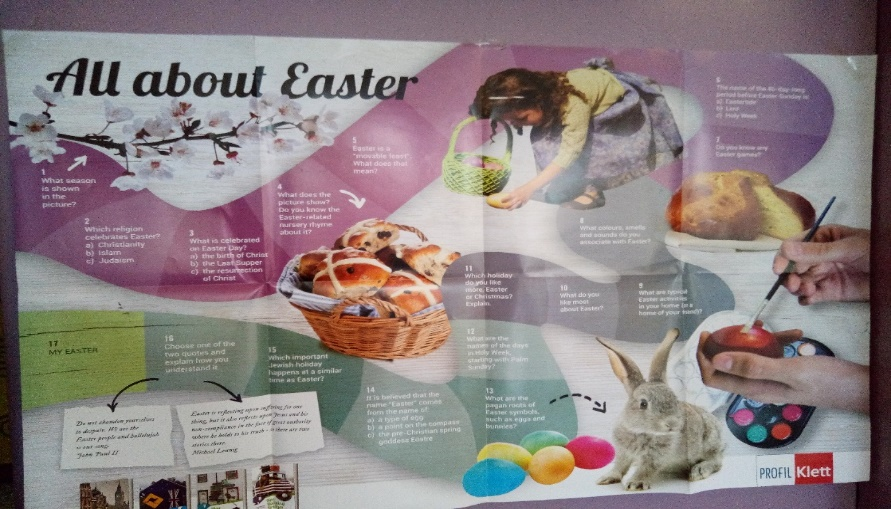 All about Easter
1
What season
is shown
in the
picture?
2
Which religion
celebrates Easter?
a) Christianity
b) Islam
c) Judaism
3
What is celebrated
on Easter Day?
a) the birth of Christ
b) the Last Supper
c) the resurrection
of Christ
4
What does the
picture show?
Do you know the
Easter-related
nursery rhyme
about it?
5
Easter is a
"movable feast".
What does that
mean?
6
The name of the 40-day-long
period before Easter Sunday is:
a) Eastertide
b) Lent
c) Holy Week
7
Do you know any
Easter games?
8
What colours, smells
and sounds do you
associate with Easter?
9
What are typical
Easter activities
in your home or a
home of your
10
What do you
like most
about Easter?
11
Which holiday
do you like
more, Easter
or Christmas?
Explain.
12
What are the
names of the days
in Holy Week,
starting with Palm
Sunday?
13
What are the
pagan roots of
Easter symbols,
such as eggs and
bunnies?
14
It is believed that the
name "Easter" comes
from the name of:
a) a type of egg
b) a point on the compass
c) the pre-Christian spring
goddess Eostre
15
Which important
Jewish holiday
happens at a similar
time as Easter?
16
Choose one of the
two quotes and
explain how you
understand it.
17
MY EASTER
Do not abandon yourselves
to despair. We are the
Easter people and hallelujah
is our song.
John Paul II
Easter is reflecting upon suffering for one
thing, but it also reflects upon Jesus and his
non-compliance in the face of great authority
where he holds to his truth - so there are two
stories there.
Michael Leunig
PROFIL Klett